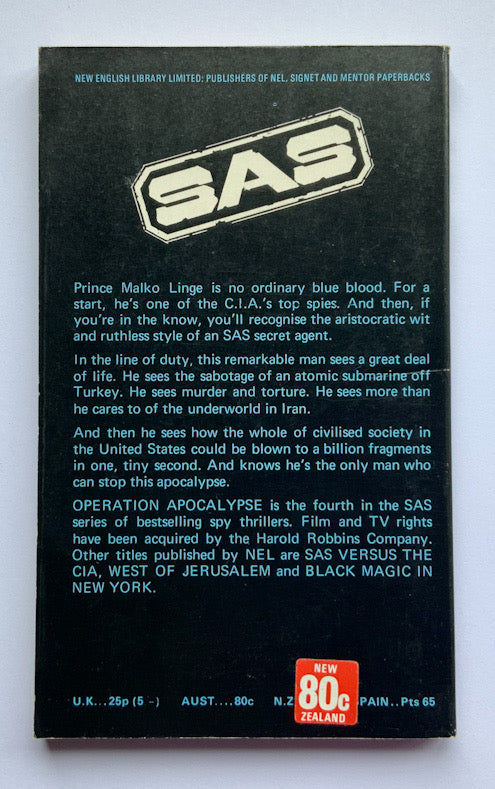 NEW ENGLISH LIBRARY LIMITED: PUBLISHERS OF NEL, SIGNET AND MENTOR PAPERBACKS
SAS
Prince Malko Linge is no ordinary blue blood. For a
start, he's one of the C.I.A.'s top spies. And then, if
you're in the know, you'll recognise the aristocratic wit
and ruthless style of an SAS secret agent.
In the line of duty, this remarkable man sees a great deal
of life. He sees the sabotage of an atomic submarine off
Turkey. He sees murder and torture. He sees more than
he cares to of the underworld in Iran.
And then he sees how the whole of civilised society in
the United States could be blown to a billion fragments
in one, tiny second. And knows he's the only man who
can stop this apocalypse.
OPERATION APOCALYPSE is the fourth in the SAS
series of bestselling spy thrillers. Film and TV rights
have been acquired by the Harold Robbins Company.
Other titles published by NEL are SAS VERSUS THE
CIA, WEST OF JERUSALEM and BLACK MAGIC IN
NEW YORK.
U.K...25p (5 -) AUST....80c N.Z PAIN..Pts 65
NEW
80c
ZEALAND